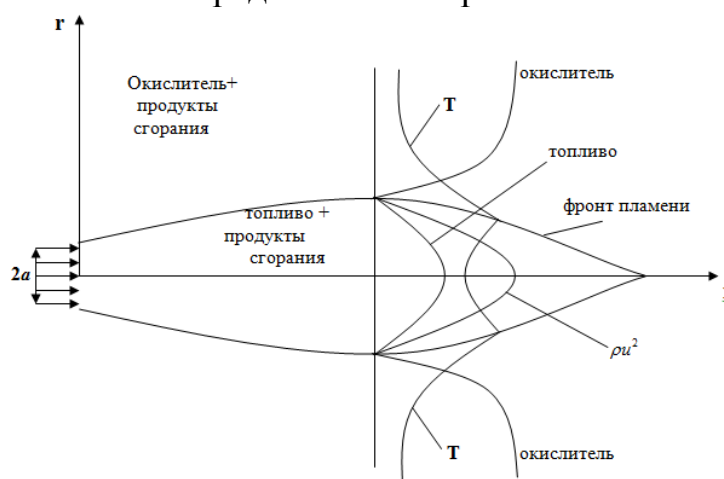 r
Окислитель+
продукты
сгорания
окислитель
T
топливо
фронт пламени
топливо +
продукты
сгорания
2a
ρu²
T
окислитель